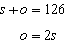 s + o = 126
o = 2s